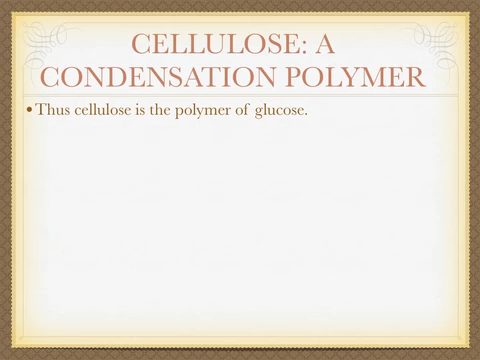 CELLULOSE: A
CONDENSATION POLYMER
•Thus cellulose is the polymer of glucose.